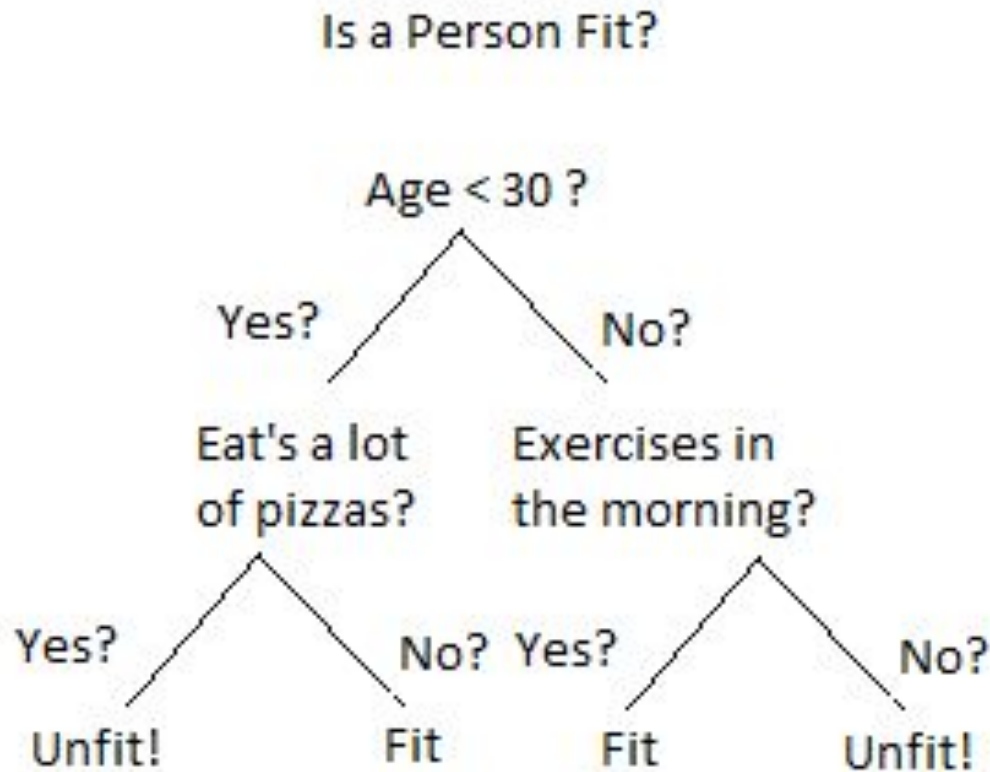 Is a Person Fit?
Age < 30 ?
Yes?
No?
Eat's a lot
of pizzas?
Exercises in
the morning?
Yes?
No?
Yes?
No?
Unfit!
Fit
Fit
Unfit!